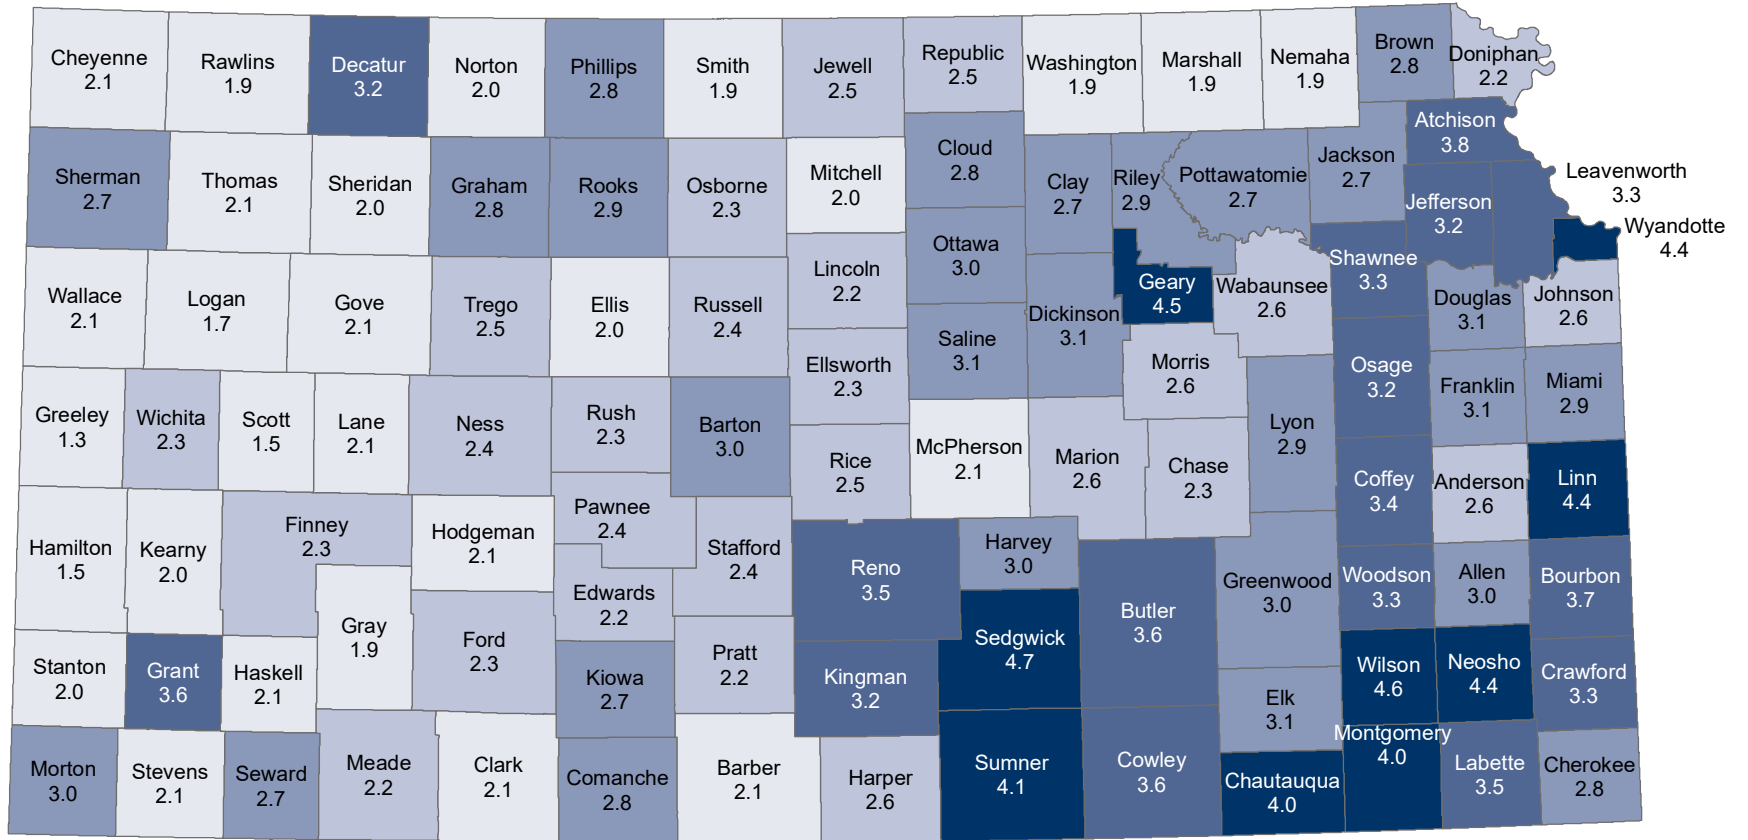 Cheyenne
2.1
Rawlins
1.9
Decatur
3.2
Norton
2.0
Phillips
2.8
Smith
1.9
Jewell
2.5
Republic
2.5
Washington
1.9
Marshall
1.9
Nemaha
1.9
Brown
2.8
Doniphan
2.2
Sherman
2.7
Thomas
2.1
Sheridan
2.0
Graham
2.8
Rooks
2.9
Osborne
2.3
Mitchell
2.0
Cloud
2.8
Clay
2.7
Riley
2.9
Pottawatomie
2.7
Jackson
2.7
Atchison
3.8
Jefferson
3.2
Leavenworth
3.3
Wyandotte
4.4
Wallace
2.1
Logan
1.7
Gove
2.1
Trego
2.5
Ellis
2.0
Russell
2.4
Lincoln
2.2
Ottawa
3.0
Saline
3.1
Dickinson
3.1
Geary
4.5
Wabaunsee
2.6
Shawnee
3.3
Douglas
3.1
Johnson
2.6
Ellsworth
2.3
Morris
2.6
Osage
3.2
Franklin
3.1
Miami
2.9
Greeley
1.3
Wichita
2.3
Scott
1.5
Lane
2.1
Ness
2.4
Rush
2.3
Barton
3.0
Rice
2.5
McPherson
2.1
Marion
2.6
Chase
2.3
Lyon
2.9
Coffey
3.4
Anderson
2.6
Linn
4.4
Hamilton
1.5
Kearny
2.0
Finney
2.3
Hodgeman
2.1
Pawnee
2.4
Stafford
2.4
Edwards
2.2
Reno
3.5
Harvey
3.0
Butler
3.6
Greenwood
3.0
Woodson
3.3
Allen
3.0
Bourbon
3.7
Gray
1.9
Ford
2.3
Sedgwick
4.7
Stanton
2.0
Grant
3.6
Haskell
2.1
Kiowa
2.7
Pratt
2.2
Kingman
3.2
Elk
3.1
Wilson
4.6
Neosho
4.4
Crawford
3.3
Morton
3.0
Stevens
2.1
Seward
2.7
Meade
2.2
Clark
2.1
Comanche
2.8
Barber
2.1
Harper
2.6
Sumner
4.1
Cowley
3.6
Chautauqua
4.0
Montgomery
4.0
Labette
3.5
Cherokee
2.8